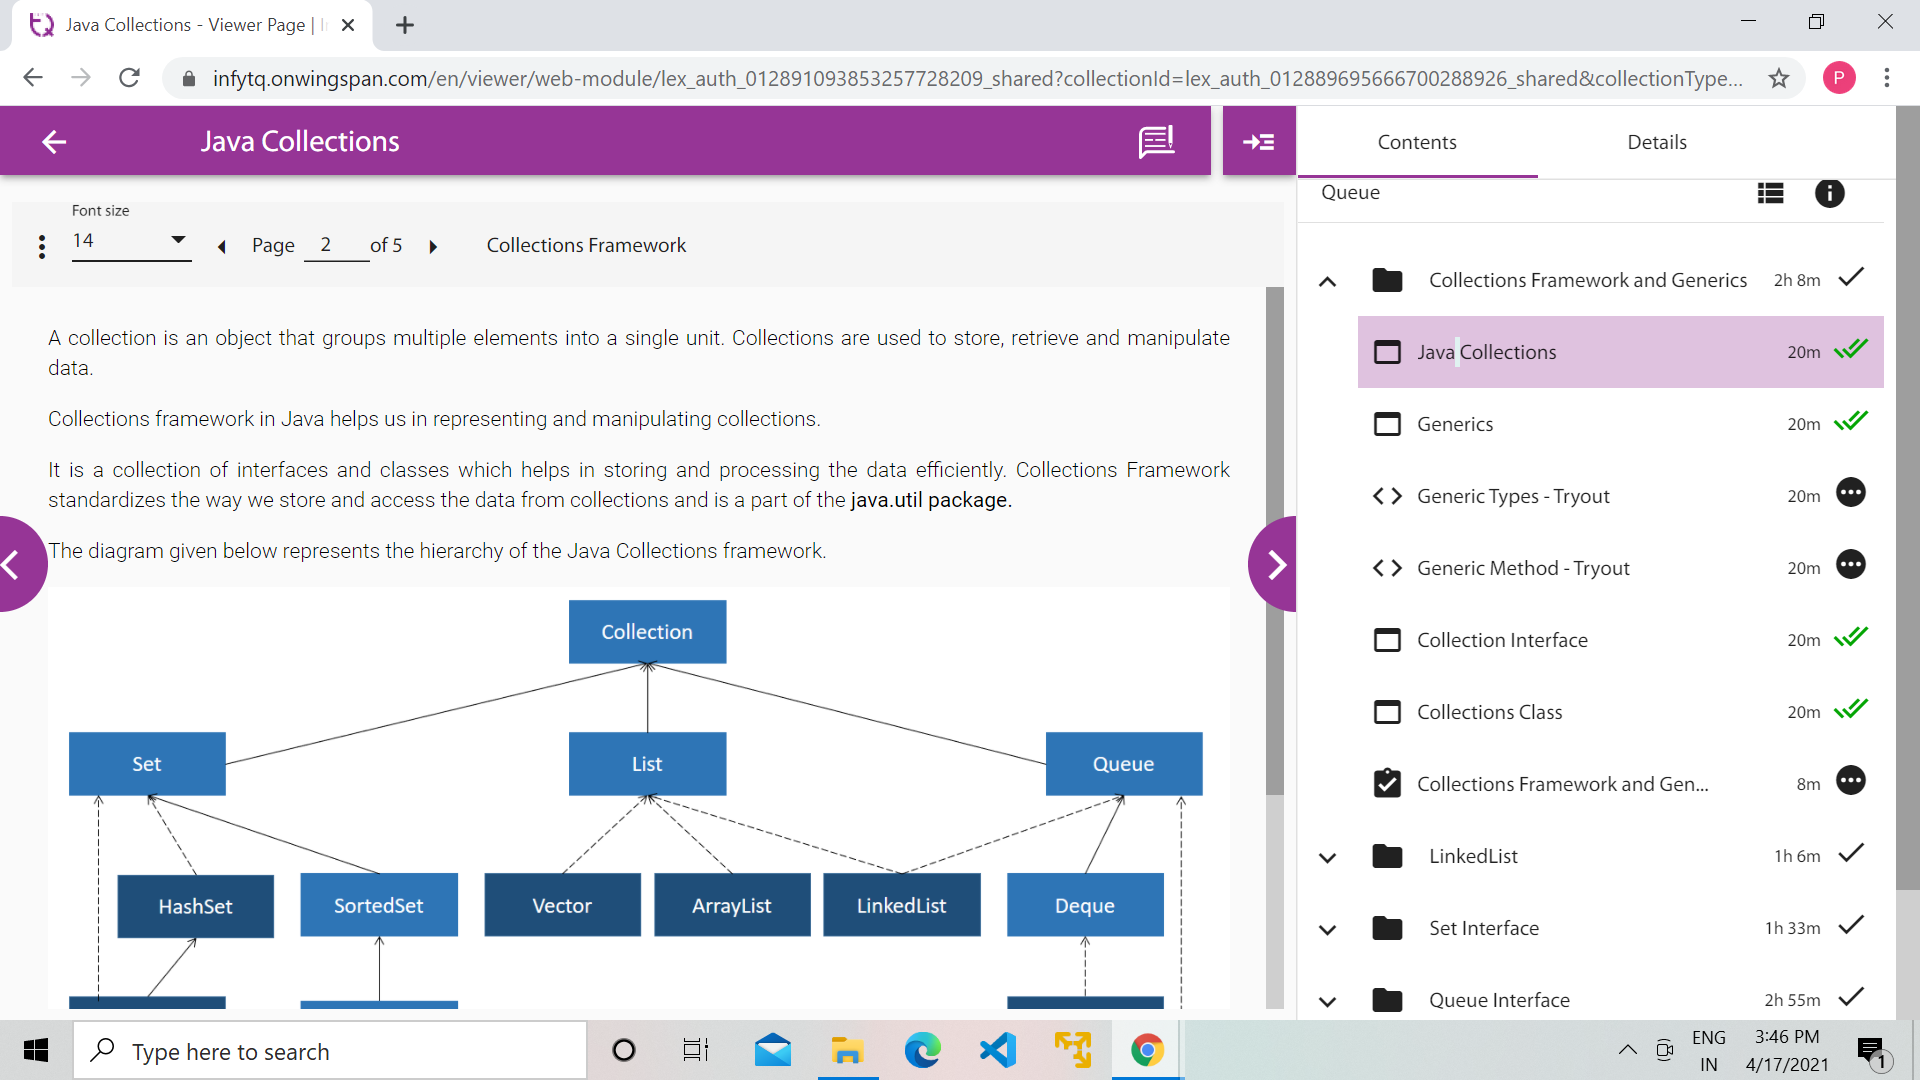 Java Collections - Viewer Page |
infytq.onwingspan.com/en/viewer/web-module/lex_auth_012891093853257728209_shared?collectionId=lex_auth_012889695666700288926_shared&collectionType...
P
Java Collections
Font size
14
Page 2 of 5
Collections Framework
A collection is an object that groups multiple elements into a single unit. Collections are used to store, retrieve and manipulate
data.
Collections framework in Java helps us in representing and manipulating collections.
It is a collection of interfaces and classes which helps in storing and processing the data efficiently. Collections Framework
standardizes the way we store and access the data from collections and is a part of the java.util package.
The diagram given below represents the hierarchy of the Java Collections framework.
Collection
Set
List
Queue
HashSet
SortedSet
Vector
ArrayList
LinkedList
Deque
Contents
Details
Queue
Collections Framework and Generics 2h 8m
Java Collections 20m
Generics 20m
Generic Types - Tryout 20m
Generic Method - Tryout 20m
Collection Interface 20m
Collections Class 20m
Collections Framework and Gen... 8m
LinkedList 1h 6m
Set Interface 1h 33m
Queue Interface 2h 55m
Type here to search
ENG
IN
3:46 PM
4/17/2021
1